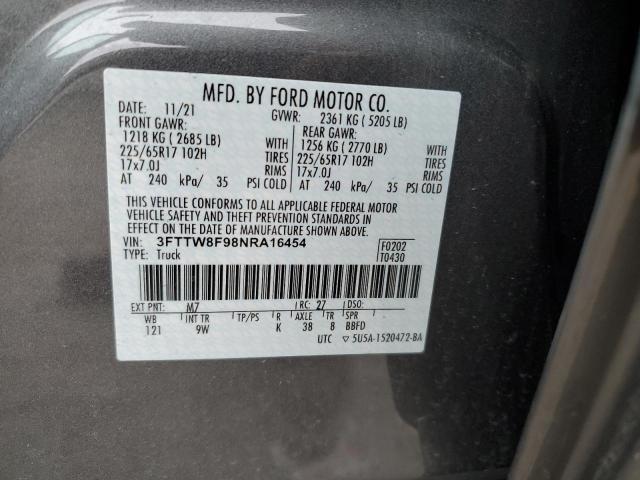 MFD. BY FORD MOTOR CO.
DATE: 11/21 GVWR: 2361 KG ( 5205 LB)
FRONT GAWR: REAR GAWR:
1218 KG ( 2685 LB) WITH 1256 KG ( 2770 LB) WITH
225/65R17 102H TIRES 225/65R17 102H TIRES
17x7.0J RIMS 17x7.0J RIMS
AT 240 kPa/ 35 PSI COLD AT 240 kPa/ 35 PSI COLD
THIS VEHICLE CONFORMS TO ALL APPLICABLE FEDERAL MOTOR
VEHICLE SAFETY AND THEFT PREVENTION STANDARDS IN
EFFECT ON THE DATE OF MANUFACTURE SHOWN ABOVE.
VIN: 3FTTW8F98NRA16454 F0202
TYPE: Truck T0430
EXT PNT: M7 RC: 27 DSO:
WB INT TR TP/PS R AXLE TR SPR
121 9W K 38 8 BBFD
UTC 5U5A-1520472-BA